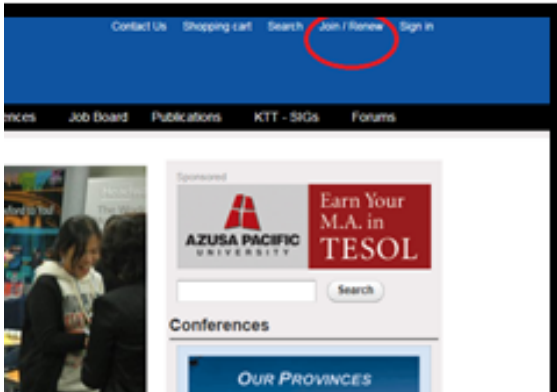 Contact Us Shopping cart Search Join / Renew Sign in
ences Job Board Publications KTT - SIGs Forums
Sponsored
AZUSA PACIFIC
UNIVERSITY
Earn Your
M.A. in
TESOL
Search
Conferences
OUR PROVINCES